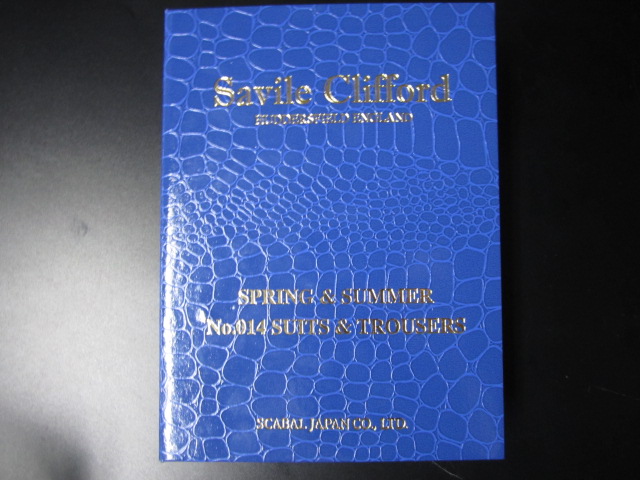 Savile Clifford
HUDDERSFIELD ENGLAND
SPRING & SUMMER
No.014 SUITS & TROUSERS
SCABAL JAPAN CO., LTD.